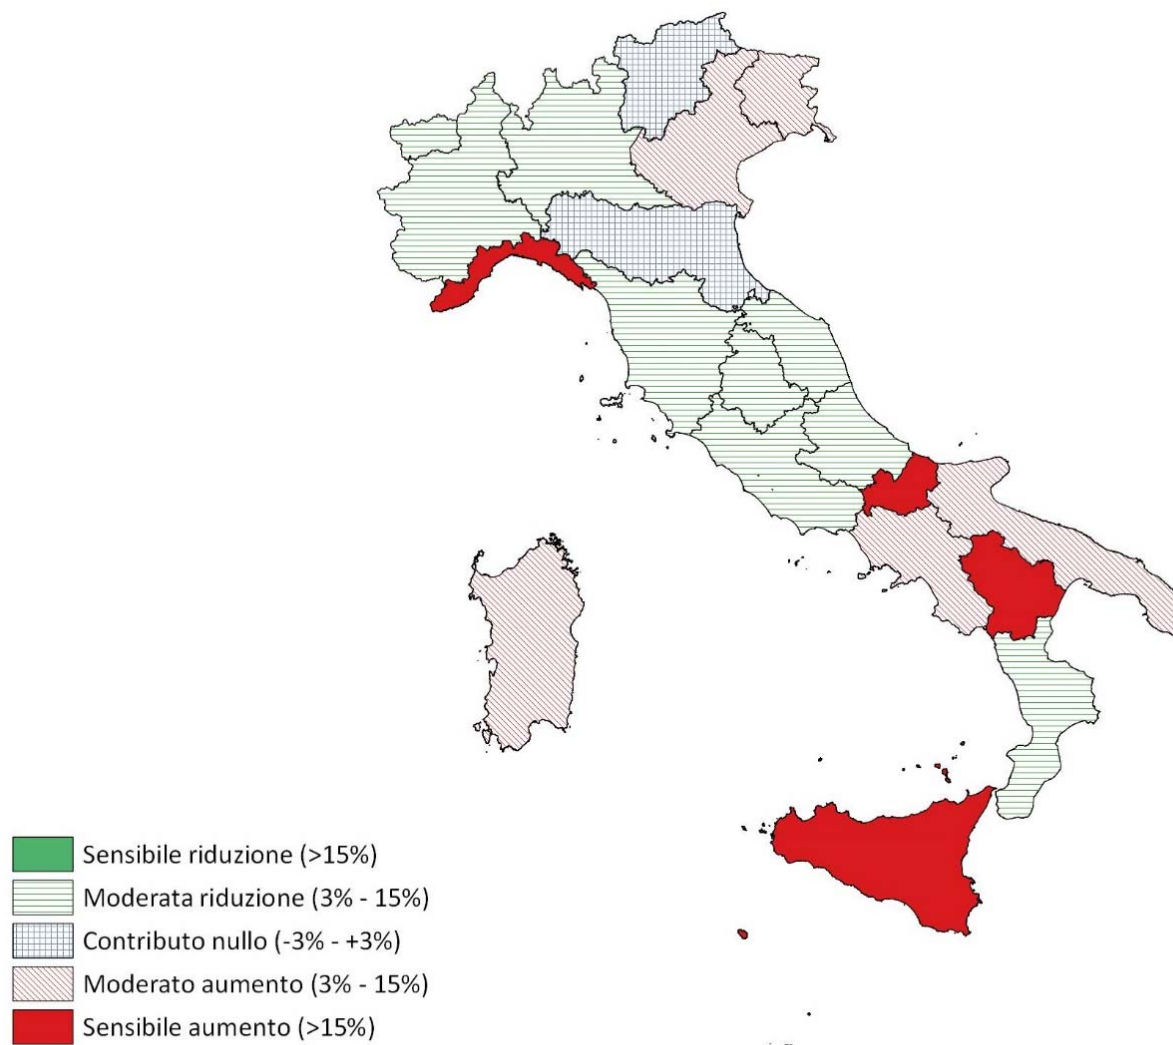 Sensibile riduzione (>15%)
Moderata riduzione (3% - 15%)
Contributo nullo (-3% - +3%)
Moderato aumento (3% - 15%)
Sensibile aumento (>15%)